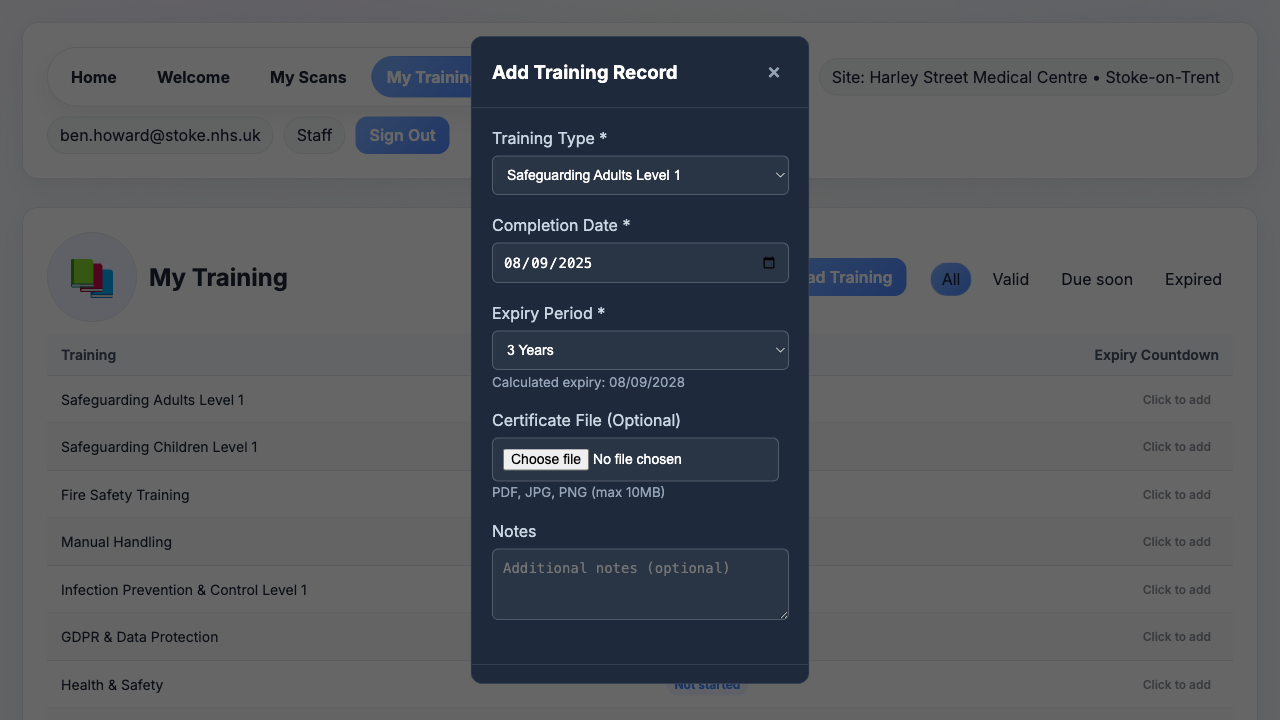 Home Welcome My Scans My Training Site: Harley Street Medical Centre • Stoke-on-Trent
ben.howard@stoke.nhs.uk Staff Sign Out
Add Training Record ×
Training Type *
Safeguarding Adults Level 1
Completion Date *
08/09/2025
Expiry Period *
3 Years
Calculated expiry: 08/09/2028
Certificate File (Optional)
Choose file No file chosen
PDF, JPG, PNG (max 10MB)
Notes
Additional notes (optional)
My Training
Training All Valid Due soon Expired
Training Expiry Countdown
Safeguarding Adults Level 1 Click to add
Safeguarding Children Level 1 Click to add
Fire Safety Training Click to add
Manual Handling Click to add
Infection Prevention & Control Level 1 Click to add
GDPR & Data Protection Click to add
Health & Safety Not started Click to add